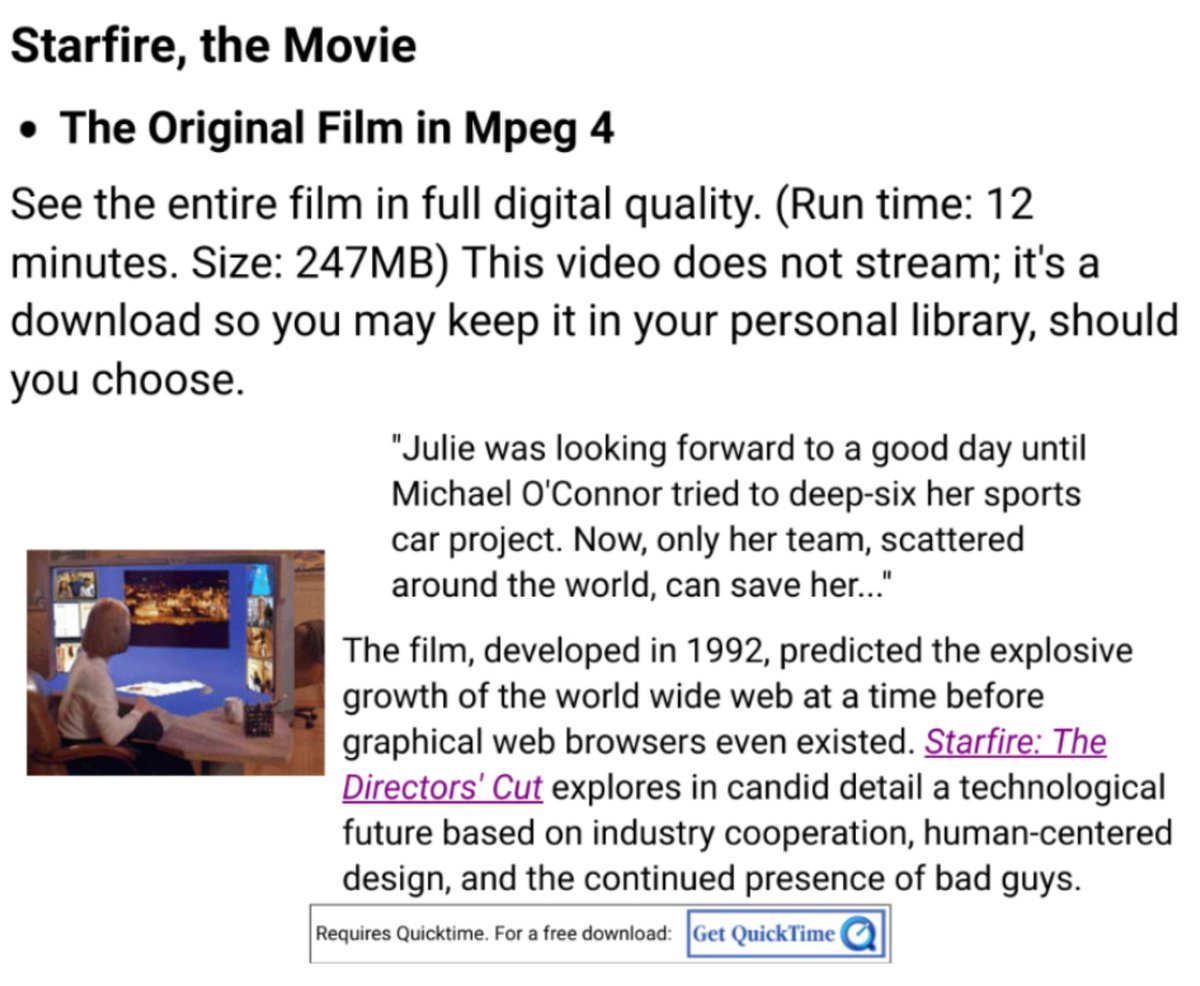 Starfire, the Movie
• The Original Film in Mpeg 4
See the entire film in full digital quality. (Run time: 12
minutes. Size: 247MB) This video does not stream; it's a
download so you may keep it in your personal library, should
you choose.
"Julie was looking forward to a good day until
Michael O'Connor tried to deep-six her sports
car project. Now, only her team, scattered
around the world, can save her..."
The film, developed in 1992, predicted the explosive
growth of the world wide web at a time before
graphical web browsers even existed. Starfire: The
Directors' Cut explores in candid detail a technological
future based on industry cooperation, human-centered
design, and the continued presence of bad guys.
Requires Quicktime. For a free download: Get QuickTime